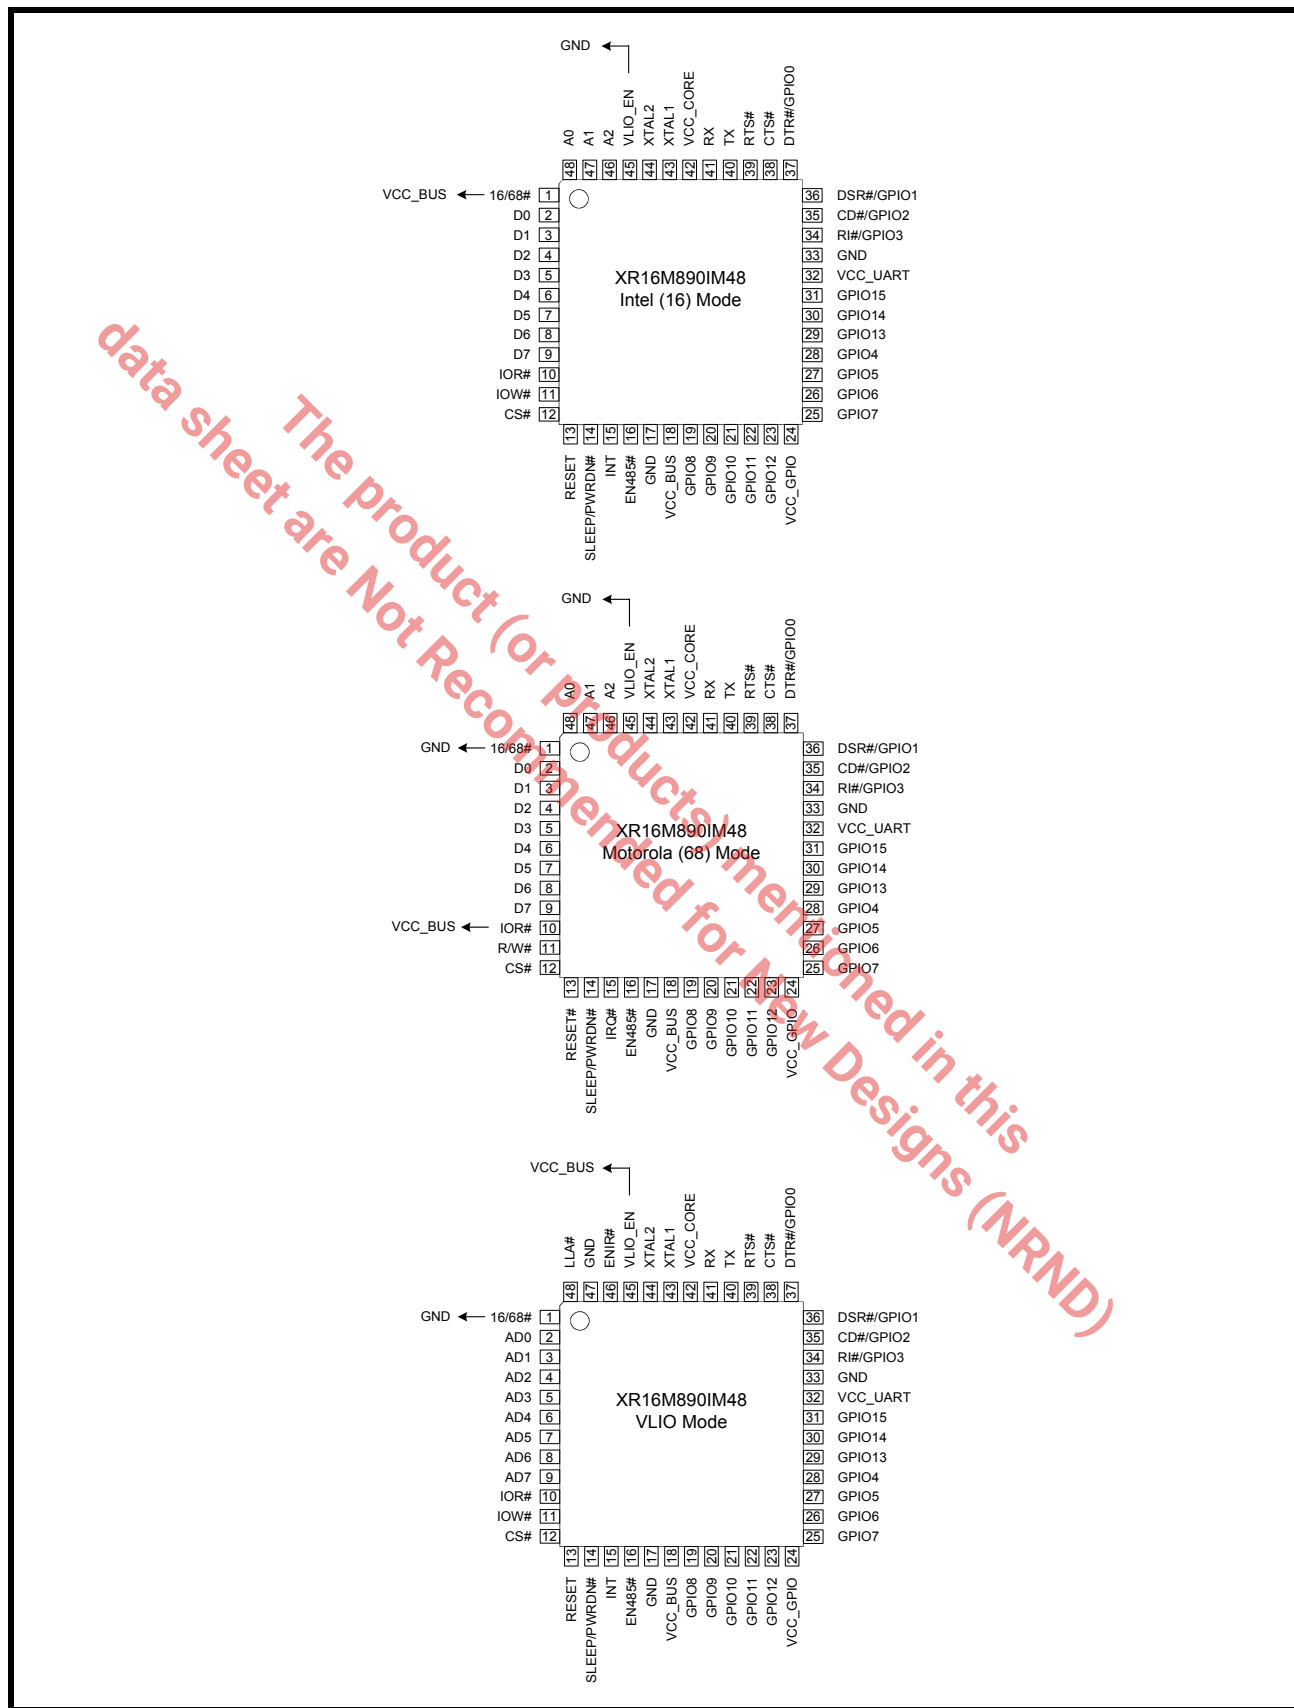 GND
A0
A1
A2
VLIO_EN
XTAL2
XTAL1
VCC_CORE
RX
TX
RTS#
CTS#
DTR#/GPIO0
48 47 46 45 44 43 42 41 40 39 38 37
VCC_BUS 16/68# 1
D0 2
D1 3
D2 4
D3 5
D4 6
D5 7
D6 8
D7 9
IOR# 10
IOW# 11
CS# 12
XR16M890IM48
Intel (16) Mode
36 DSR#/GPIO1
35 CD#/GPIO2
34 RI#/GPIO3
33 GND
32 VCC_UART
31 GPIO15
30 GPIO14
29 GPIO13
28 GPIO4
27 GPIO5
26 GPIO6
25 GPIO7
13 14 15 16 17 18 19 20 21 22 23 24
RESET
SLEEP/PWRDN#
INT
EN485#
GND
VCC_BUS
GPIO8
GPIO9
GPIO10
GPIO11
GPIO12
VCC_GPIO
The product (or products) mentioned in this
data sheet are Not Recommended for New Designs (NRND)
GND
A0
A1
A2
VLIO_EN
XTAL2
XTAL1
VCC_CORE
RX
TX
RTS#
CTS#
DTR#/GPIO0
48 47 46 45 44 43 42 41 40 39 38 37
GND 16/68# 1
D0 2
D1 3
D2 4
D3 5
D4 6
D5 7
D6 8
D7 9
VCC_BUS IOR# 10
R/W# 11
CS# 12
XR16M890IM48
Motorola (68) Mode
36 DSR#/GPIO1
35 CD#/GPIO2
34 RI#/GPIO3
33 GND
32 VCC_UART
31 GPIO15
30 GPIO14
29 GPIO13
28 GPIO4
27 GPIO5
26 GPIO6
25 GPIO7
13 14 15 16 17 18 19 20 21 22 23 24
RESET#
SLEEP/PWRDN#
IRQ#
EN485#
GND
VCC_BUS
GPIO8
GPIO9
GPIO10
GPIO11
GPIO12
VCC_GPIO
VCC_BUS
LLA#
GND
ENIR#
VLIO_EN
XTAL2
XTAL1
VCC_CORE
RX
TX
RTS#
CTS#
DTR#/GPIO0
48 47 46 45 44 43 42 41 40 39 38 37
GND 16/68# 1
AD0 2
AD1 3
AD2 4
AD3 5
AD4 6
AD5 7
AD6 8
AD7 9
IOR# 10
IOW# 11
CS# 12
XR16M890IM48
VLIO Mode
36 DSR#/GPIO1
35 CD#/GPIO2
34 RI#/GPIO3
33 GND
32 VCC_UART
31 GPIO15
30 GPIO14
29 GPIO13
28 GPIO4
27 GPIO5
26 GPIO6
25 GPIO7
13 14 15 16 17 18 19 20 21 22 23 24
RESET
SLEEP/PWRDN#
INT
EN485#
GND
VCC_BUS
GPIO8
GPIO9
GPIO10
GPIO11
GPIO12
VCC_GPIO